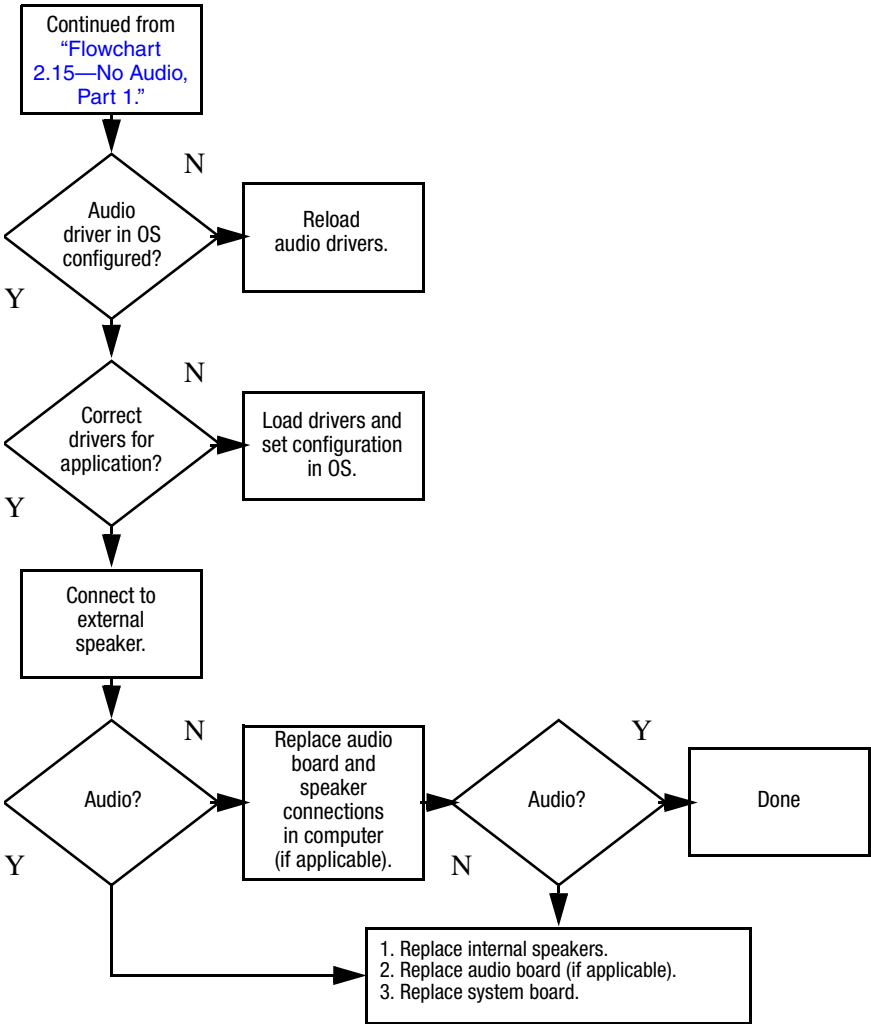 Continued from
“Flowchart
2.15—No Audio,
Part 1.”
N
Audio
driver in OS
configured?
Reload
audio drivers.
Y
N
Correct
drivers for
application?
Load drivers and
set configuration
in OS.
Y
Connect to
external
speaker.
N
Audio?
Replace audio
board and
speaker
connections
in computer
(if applicable).
Y
Audio?
Done
Y
N
1. Replace internal speakers.
2. Replace audio board (if applicable).
3. Replace system board.